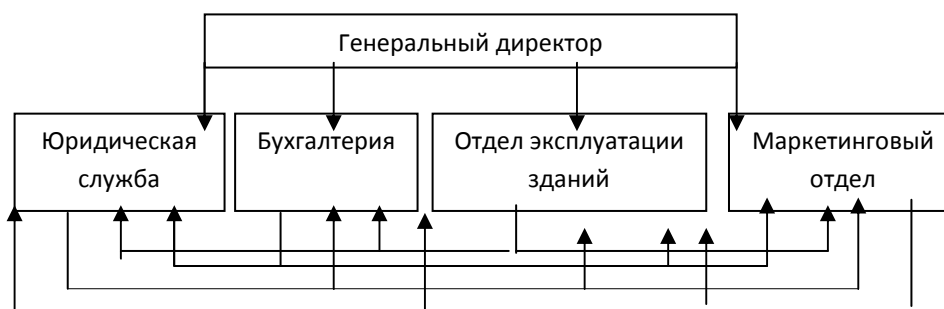 Генеральный директор
Юридическая
служба
Бухгалтерия
Отдел эксплуатации
зданий
Маркетинговый
отдел